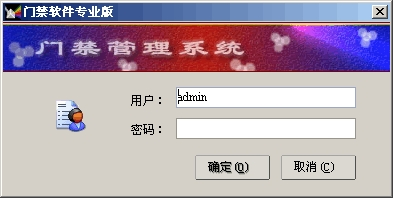 门禁软件专业版
门禁管理系统
用户：
admin
密码：
确定(O) 取消(C)